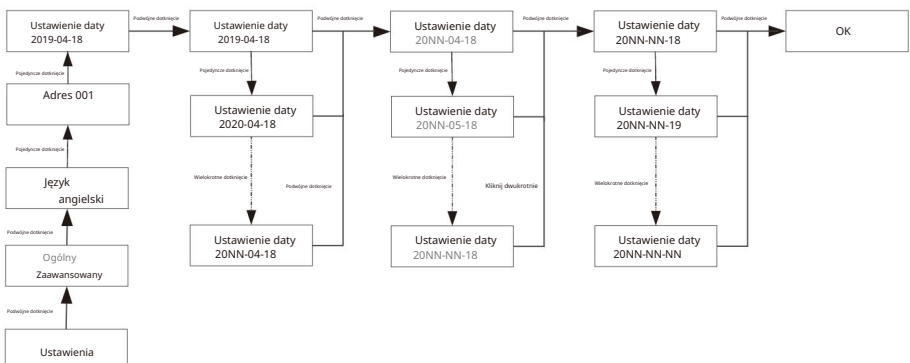 Ustawienie daty
2019-04-18
Podwójne dotknięcie
Ustawienie daty
2019-04-18
Podwójne dotknięcie
Ustawienie daty
20NN-04-18
Podwójne dotknięcie
Ustawienie daty
20NN-NN-18
Podwójne dotknięcie
OK
Pojedyncze dotknięcie
Pojedyncze dotknięcie
Pojedyncze dotknięcie
Pojedyncze dotknięcie
Adres 001
Ustawienie daty
2020-04-18
Ustawienie daty
20NN-05-18
Ustawienie daty
20NN-NN-19
Pojedyncze dotknięcie
Język
angielski
Wielokrotne dotknięcie
Podwójne dotknięcie
Wielokrotne dotknięcie
Kliknij dwukrotnie
Wielokrotne dotknięcie
Podwójne dotknięcie
Ogólny
Zaawansowany
Ustawienie daty
20NN-04-18
Ustawienie daty
20NN-NN-18
Ustawienie daty
20NN-NN-NN
Podwójne dotknięcie
Ustawienia